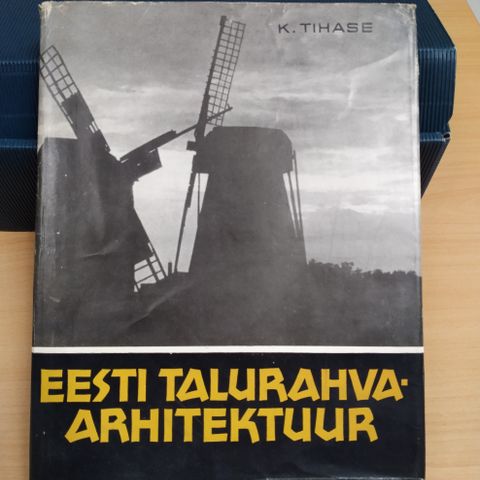 K. TIHASE
EESTI TALURAHVA-
ARHITEKTUUR